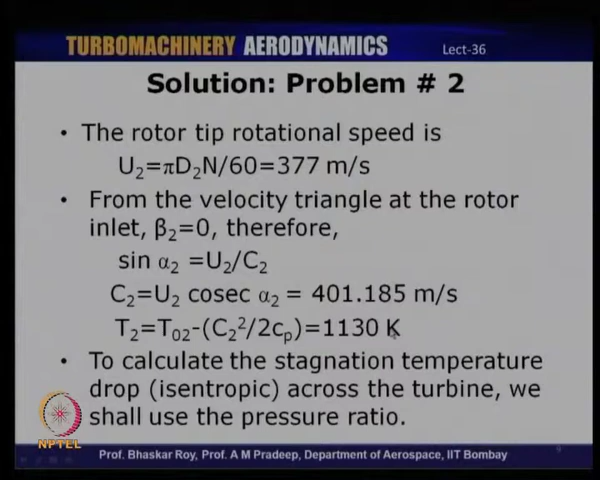 TURBOMACHINERY AERODYNAMICS Lect-36
Solution: Problem # 2
• The rotor tip rotational speed is
U₂=πD₂N/60=377 m/s
• From the velocity triangle at the rotor
inlet, β₂=0, therefore,
sin α₂ =U₂/C₂
C₂=U₂ cosec α₂ = 401.185 m/s
T₂=T₀₂-(C₂²/2cₚ)=1130 K
• To calculate the stagnation temperature
drop (isentropic) across the turbine, we
shall use the pressure ratio.
NPTEL
Prof. Bhaskar Roy, Prof. A M Pradeep, Department of Aerospace, IIT Bombay